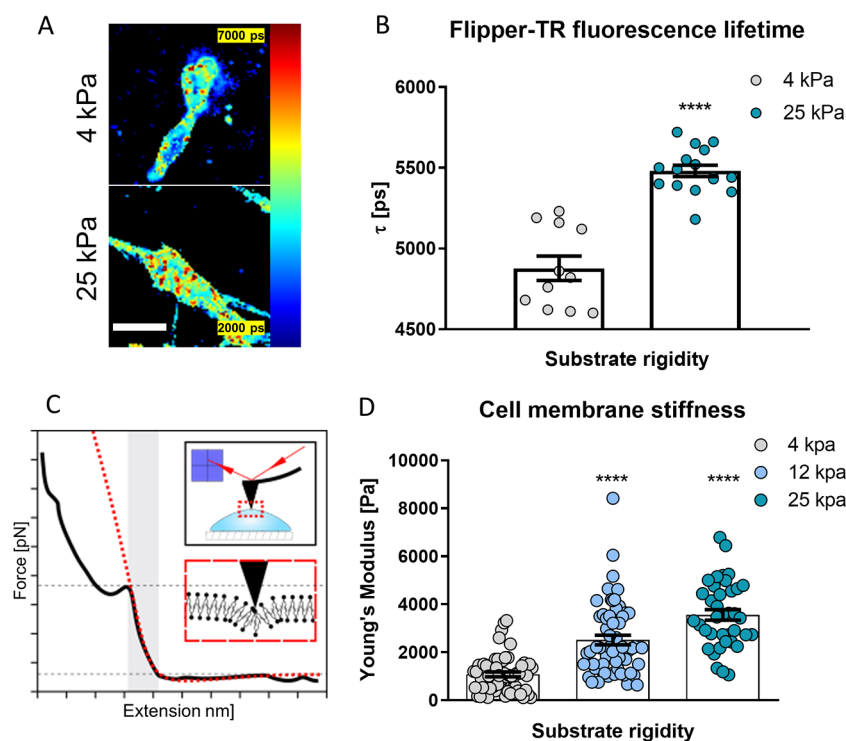 A
7000 ps
4 kPa
25 kPa
2000 ps
B
Flipper-TR fluorescence lifetime
4 kPa
25 kPa
****
6000
5500
5000
4500
τ [ps]
Substrate rigidity
C
Force [pN]
Extension nm]
D
Cell membrane stiffness
4 kpa
12 kpa
25 kpa
**** ****
10000
8000
6000
4000
2000
0
Young's Modulus [Pa]
Substrate rigidity